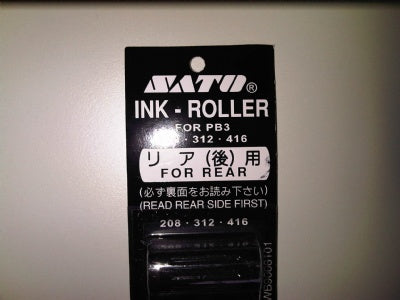 SATO®
INK - ROLLER
FOR PB3
· 312 · 416
リ ア (後) 用
FOR REAR
(必ず裏面をお読み下さい)
(READ REAR SIDE FIRST)
208 · 312 · 416